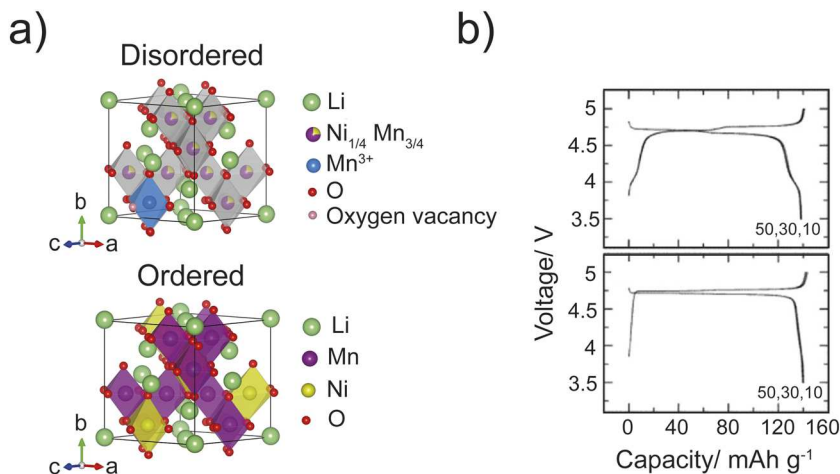 a)
Disordered
Li
Ni1/4 Mn3/4
Mn3+
O
Oxygen vacancy
b
c
a
Ordered
Li
Mn
Ni
O
b
c
a
b)
Voltage/ V
5
4.5
4
3.5
50,30,10
5
4.5
4
3.5
50,30,10
0 40 80 120 160
Capacity/ mAh g-1